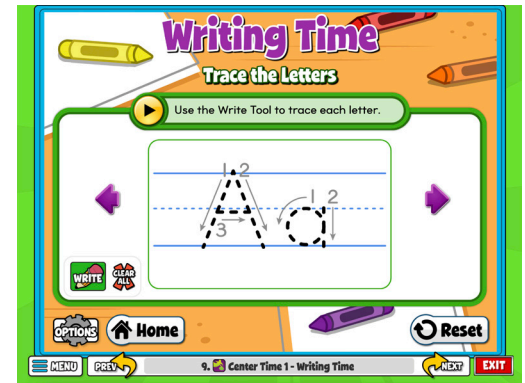 Writing Time
Trace the Letters
Use the Write Tool to trace each letter.
1 2 1 2
A a
3
WRITE CLEAR ALL
OPTIONS Home Reset
MENU PREV 9. Center Time 1 - Writing Time NEXT EXIT